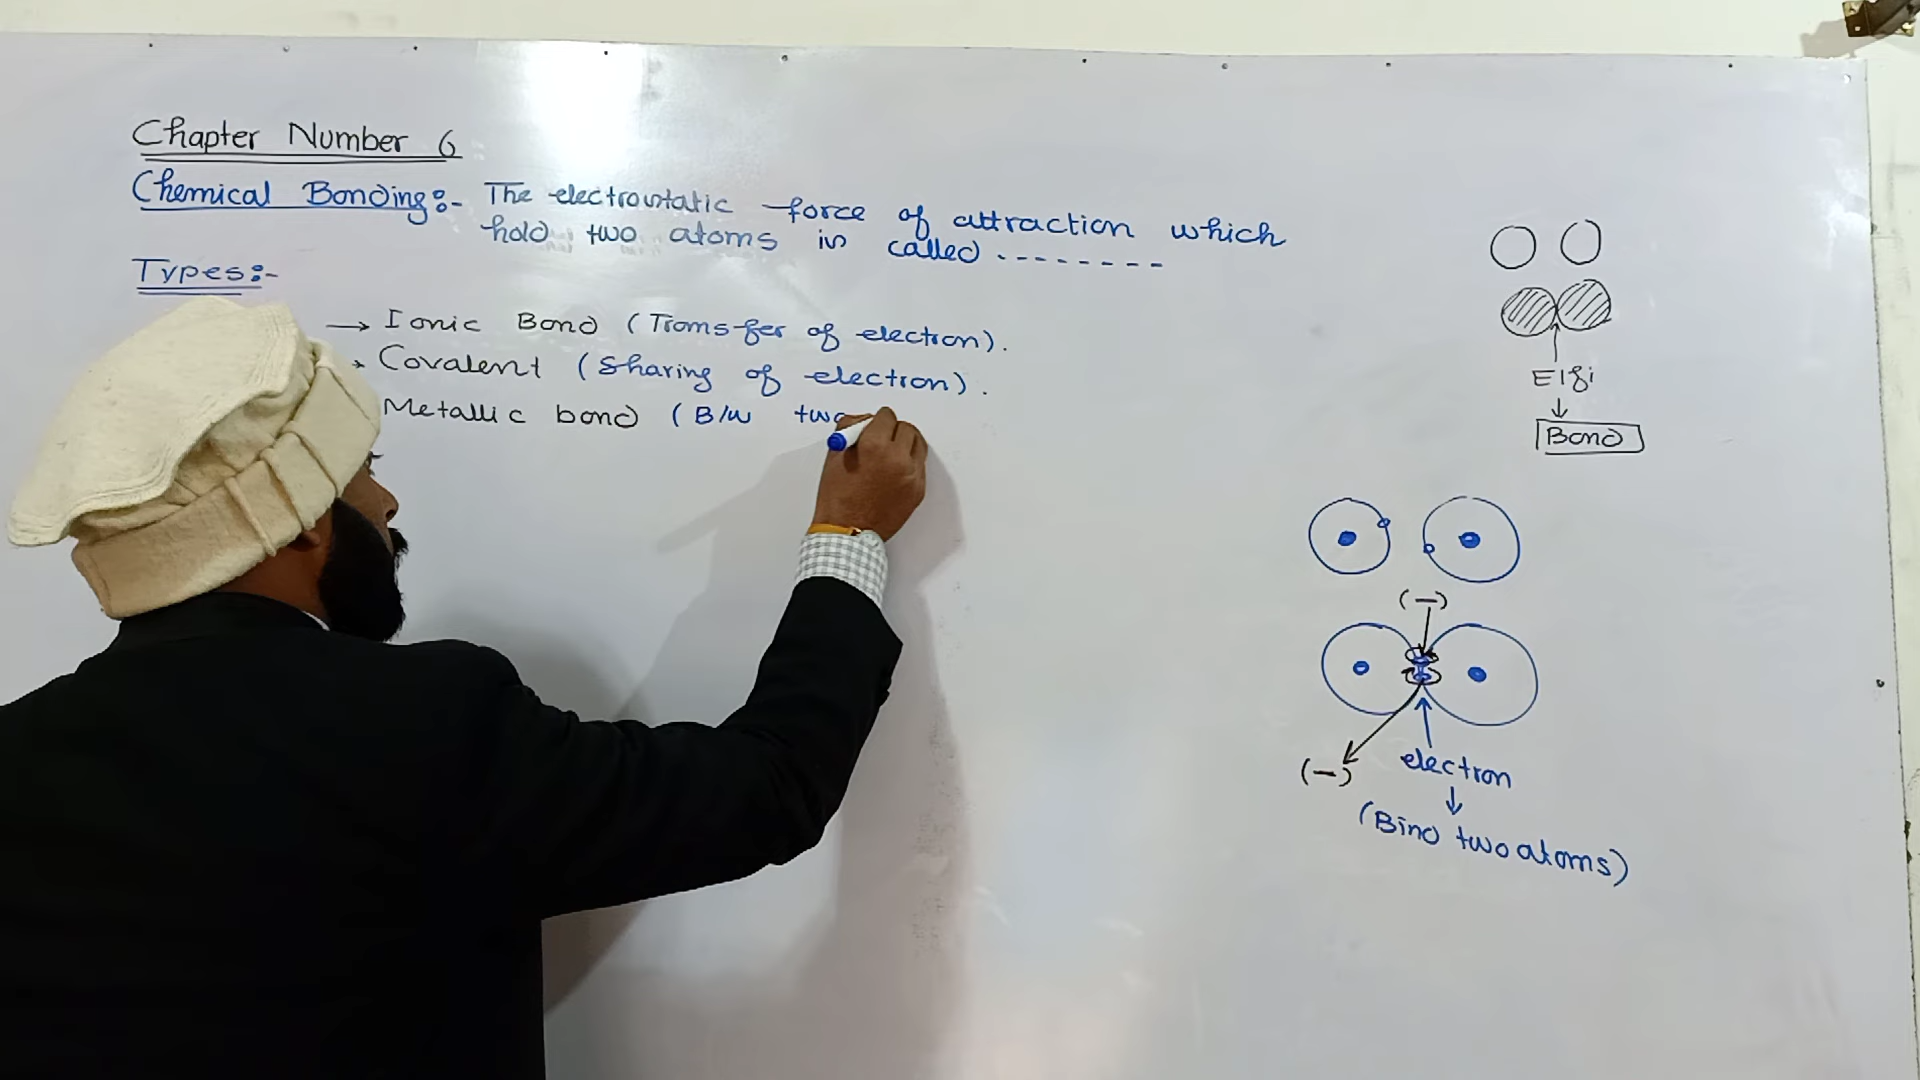 Chapter Number 6
Chemical Bonding:- The electrostatic force of attraction which
hold two atoms is called --------
Types:-
→ Ionic Bond (Transfer of electron).
Covalent (Sharing of electron).
Metallic bond (B/w two
Elfi
Bond
(-)
(-)
electron
(Bind two atoms)